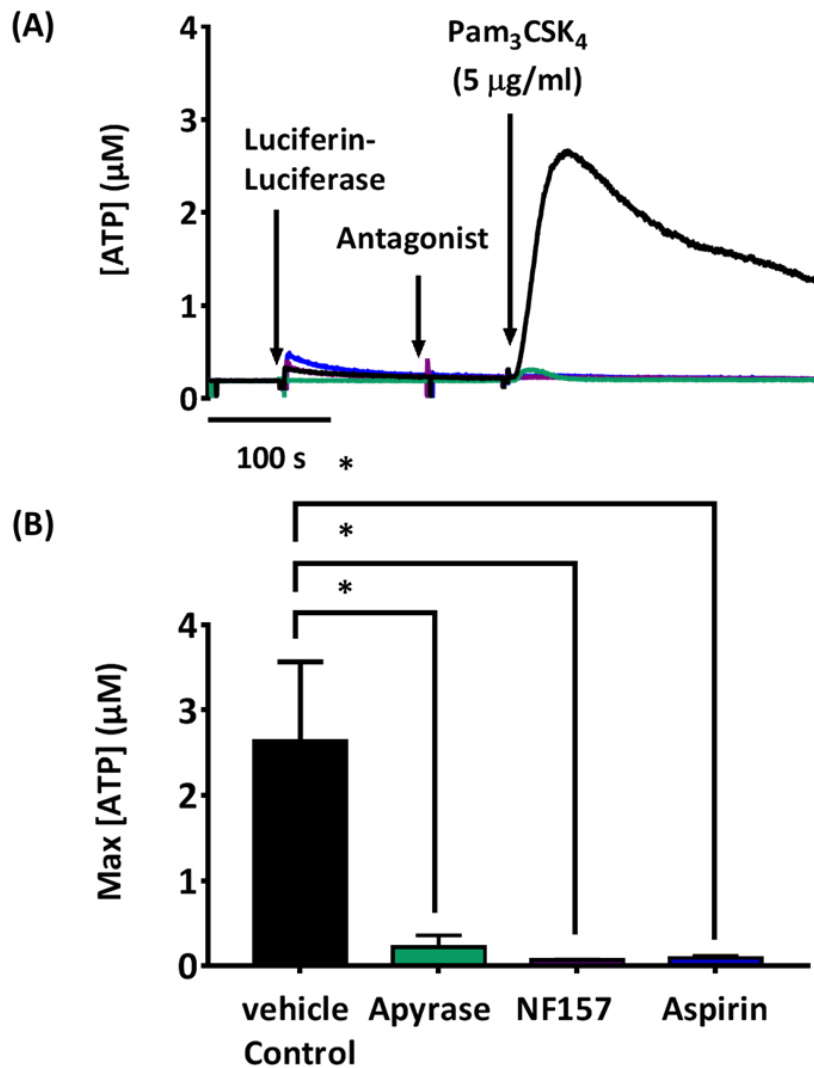 (A)
[ATP] (μM)
4
3
2
1
0
Luciferin-
Luciferase
Antagonist
Pam₃CSK₄
(5 μg/ml)
100 s
(B)
*
*
*
Max [ATP] (μM)
4
3
2
1
0
vehicle
Control
Apyrase
NF157
Aspirin